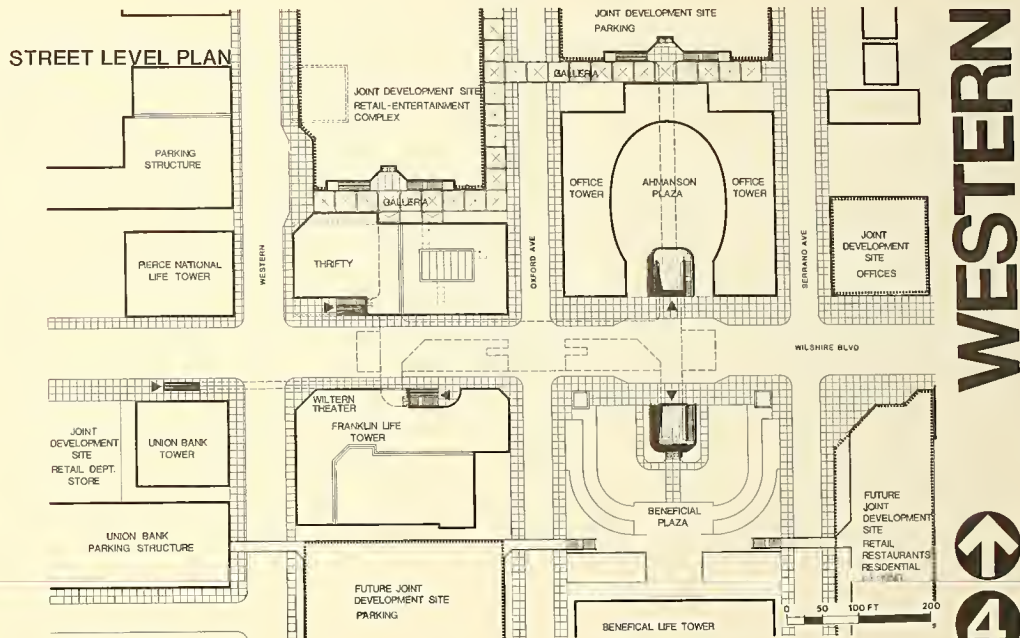 STREET LEVEL PLAN
JOINT DEVELOPMENT SITE
PARKING
WESTERN
GALLERIA
JOINT DEVELOPMENT SITE
RETAIL-ENTERTAINMENT
COMPLEX
PARKING
STRUCTURE
OFFICE
TOWER
AHMANSON
PLAZA
OFFICE
TOWER
GALLERIA
PIERCE NATIONAL
LIFE TOWER
WESTERN
THRIFTY
OXFORD AVE
SERRANO AVE
JOINT
DEVELOPMENT
SITE
OFFICES
WILSHIRE BLVD
WILTERN
THEATER
FRANKLIN LIFE
TOWER
JOINT
DEVELOPMENT
SITE
RETAIL DEPT.
STORE
UNION BANK
TOWER
BENEFICIAL
PLAZA
FUTURE
JOINT
DEVELOPMENT
SITE
RETAIL
RESTAURANTS
RESIDENTIAL
UNION BANK
PARKING STRUCTURE
FUTURE JOINT
DEVELOPMENT SITE
PARKING
0 50 100 FT 200
BENEFICAL LIFE TOWER
4